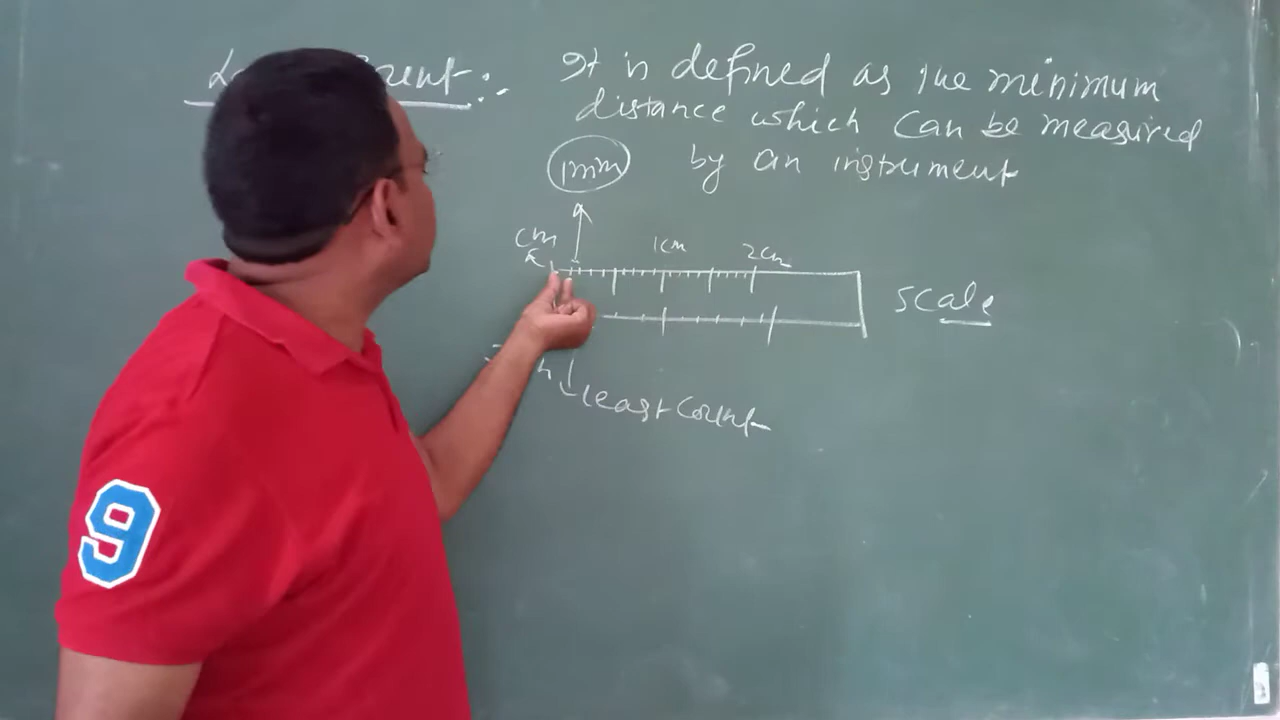 It is defined as the minimum
distance which can be measured
by an instrument
1mm
cm
1cm
2cm
scale
least count
9